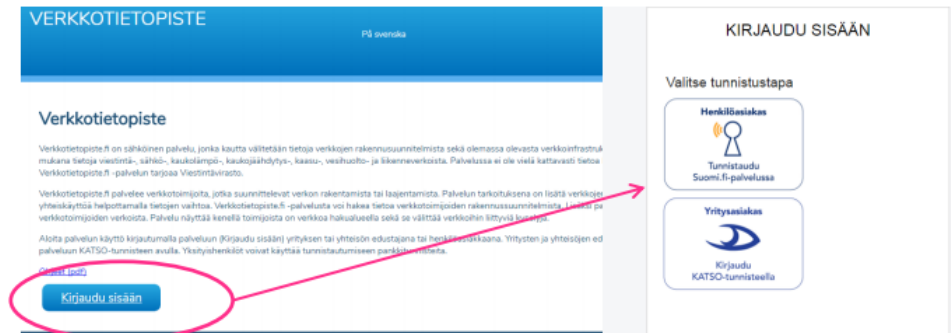 VERKKOTIETOPISTE
På svenska
Verkkotietopiste
Verkkotietopiste.fi on sähköinen palvelu, jonka kautta välitetään tietoja verkkojen rakennusuunnitelmista sekä olemassa olevasta verkkoinfrastruk
mukana tietoja viestintä-, sähkö-, kaukolämpö-, kaukojäähdytys-, kaasu-, vesihuolto- ja liikenneverkoista. Palvelussa ei ole vielä kattavasti tietoa
Verkkotietopiste.fi -palvelun tarjoaa Viestintävirasto.
Verkkotietopiste.fi palvelee verkkotoimijoita, jotka suunnittelevat verkon rakentamista tai laajentamista. Palvelun tarkoituksena on lisätä verkkojen
yhteiskäyttöä helpottamalla tietojen vaihtoa. Verkkotietopiste.fi -palvelusta voi hakea tietoa verkkotoimijoiden rakennussuunnitelmista. Lisäksi pa
verkkotoimijoiden verkoista. Palvelu näyttää kenellä toimijoista on verkkoa hakualueella sekä se välittää verkkoihin liittyviä kyselyjä.
Aloita palvelun käyttö kirjautumalla palveluun (Kirjaudu sisään) yrityksen tai yhteisön edustajana tai henkilöasiakkaana. Yritysten ja yhteisöjen ed
palveluun KATSO-tunnisteen avulla. Yksityishenkilöt voivat käyttää tunnistautumiseen pankkitunnisteita.
Ohjeet (pdf)
Kirjaudu sisään
KIRJAUDU SISÄÄN
Valitse tunnistustapa
Henkilöasiakas
Tunnistaudu
Suomi.fi-palvelussa
Yritysasiakas
Kirjaudu
KATSO-tunnisteella